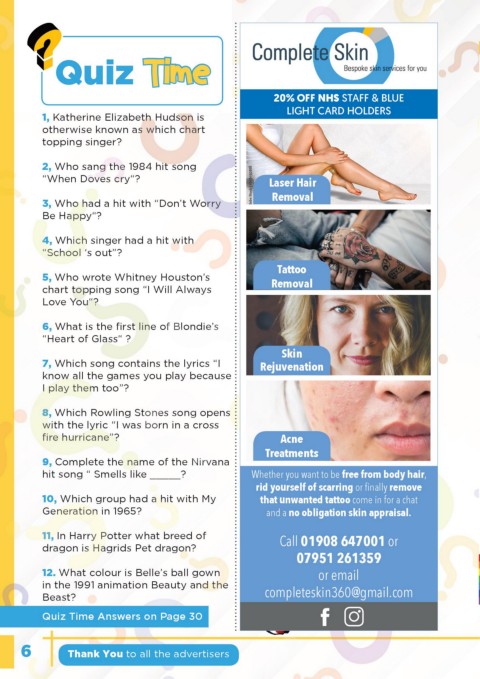 Quiz Time
1, Katherine Elizabeth Hudson is
otherwise known as which chart
topping singer?
2, Who sang the 1984 hit song
"When Doves cry"?
3, Who had a hit with "Don't Worry
Be Happy"?
4, Which singer had a hit with
"School 's out"?
5, Who wrote Whitney Houston's
chart topping song "I Will Always
Love You"?
6, What is the first line of Blondie's
"Heart of Glass" ?
7, Which song contains the lyrics "I
know all the games you play because
I play them too"?
8, Which Rowling Stones song opens
with the lyric "I was born in a cross
fire hurricane"?
9, Complete the name of the Nirvana
hit song " Smells like _____?
10, Which group had a hit with My
Generation in 1965?
11, In Harry Potter what breed of
dragon is Hagrids Pet dragon?
12. What colour is Belle's ball gown
in the 1991 animation Beauty and the
Beast?
Quiz Time Answers on Page 30
Complete Skin
Bespoke skin services for you
20% OFF NHS STAFF & BLUE
LIGHT CARD HOLDERS
Laser Hair
Removal
Tattoo
Removal
Skin
Rejuvenation
Acne
Treatments
Whether you want to be free from body hair,
rid yourself of scarring or finally remove
that unwanted tattoo come in for a chat
and a no obligation skin appraisal.
Call 01908 647001 or
07951 261359
or email
completeskin360@gmail.com
6
Thank You to all the advertisers